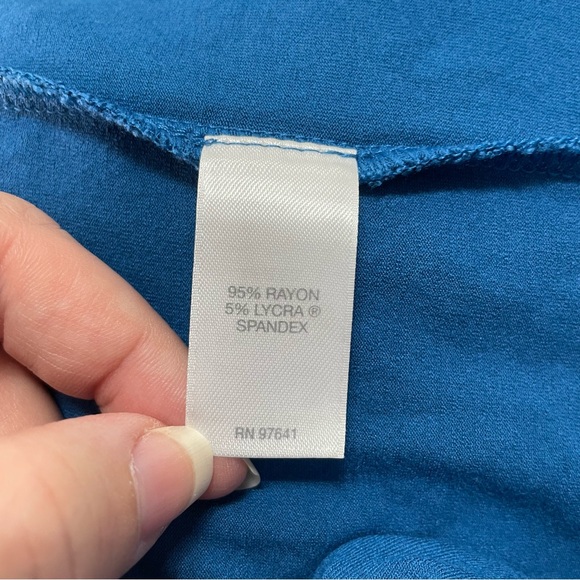 95% RAYON
5% LYCRA ®
SPANDEX
RN 97641